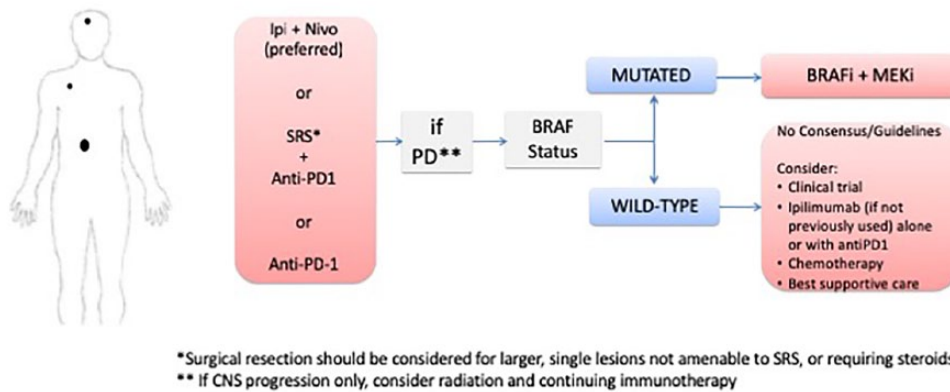 Ipi + Nivo
(preferred)
or
SRS*
+
Anti-PD1
or
Anti-PD-1
if
PD**
BRAF
Status
MUTATED
WILD-TYPE
BRAFi + MEKi
No Consensus/Guidelines
Consider:
• Clinical trial
• Ipilimumab (if not
previously used) alone
or with antiPD1
• Chemotherapy
• Best supportive care
*Surgical resection should be considered for larger, single lesions not amenable to SRS, or requiring steroids
** If CNS progression only, consider radiation and continuing immunotherapy